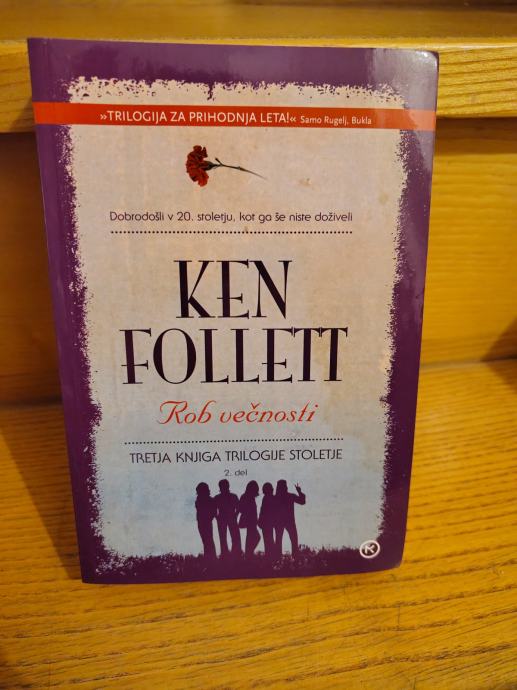 »TRILOGIJA ZA PRIHODNJA LETA!« Samo Rugelj, Bukla
Dobrodošli v 20. stoletju, kot ga še niste doživeli
KEN
FOLLETT
Rob večnosti
TRETJA KNJIGA TRILOGIJE STOLETJE
2. del
K